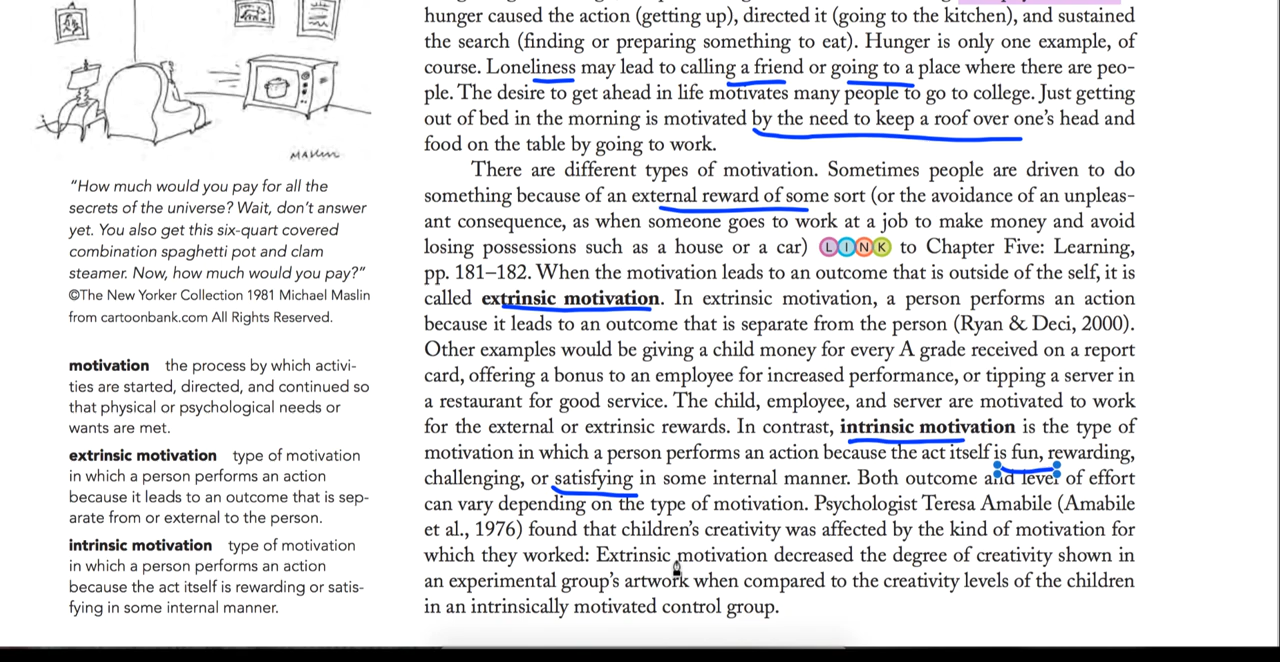 hunger caused the action (getting up), directed it (going to the kitchen), and sustained
the search (finding or preparing something to eat). Hunger is only one example, of
course. Loneliness may lead to calling a friend or going to a place where there are peo-
ple. The desire to get ahead in life motivates many people to go to college. Just getting
out of bed in the morning is motivated by the need to keep a roof over one's head and
food on the table by going to work.
There are different types of motivation. Sometimes people are driven to do
something because of an external reward of some sort (or the avoidance of an unpleas-
ant consequence, as when someone goes to work at a job to make money and avoid
losing possessions such as a house or a car) LINK to Chapter Five: Learning,
pp. 181–182. When the motivation leads to an outcome that is outside of the self, it is
called extrinsic motivation. In extrinsic motivation, a person performs an action
because it leads to an outcome that is separate from the person (Ryan & Deci, 2000).
Other examples would be giving a child money for every A grade received on a report
card, offering a bonus to an employee for increased performance, or tipping a server in
a restaurant for good service. The child, employee, and server are motivated to work
for the external or extrinsic rewards. In contrast, intrinsic motivation is the type of
motivation in which a person performs an action because the act itself is fun, rewarding,
challenging, or satisfying in some internal manner. Both outcome and level of effort
can vary depending on the type of motivation. Psychologist Teresa Amabile (Amabile
et al., 1976) found that children's creativity was affected by the kind of motivation for
which they worked: Extrinsic motivation decreased the degree of creativity shown in
an experimental group's artwork when compared to the creativity levels of the children
in an intrinsically motivated control group.
MASLIN
"How much would you pay for all the
secrets of the universe? Wait, don't answer
yet. You also get this six-quart covered
combination spaghetti pot and clam
steamer. Now, how much would you pay?"
©The New Yorker Collection 1981 Michael Maslin
from cartoonbank.com All Rights Reserved.
motivation the process by which activi-
ties are started, directed, and continued so
that physical or psychological needs or
wants are met.
extrinsic motivation type of motivation
in which a person performs an action
because it leads to an outcome that is sep-
arate from or external to the person.
intrinsic motivation type of motivation
in which a person performs an action
because the act itself is rewarding or satis-
fying in some internal manner.